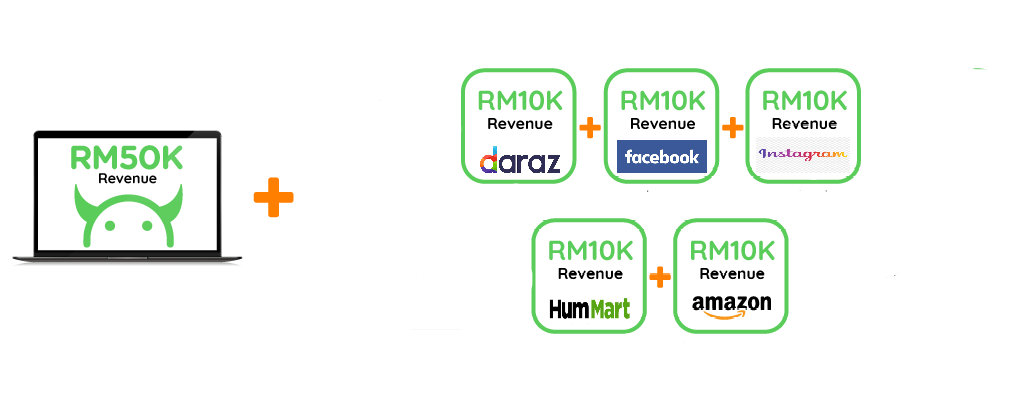 RM50K
Revenue
RM10K
Revenue
daraz
RM10K
Revenue
facebook
RM10K
Revenue
Instagram
RM10K
Revenue
HumMart
RM10K
Revenue
amazon